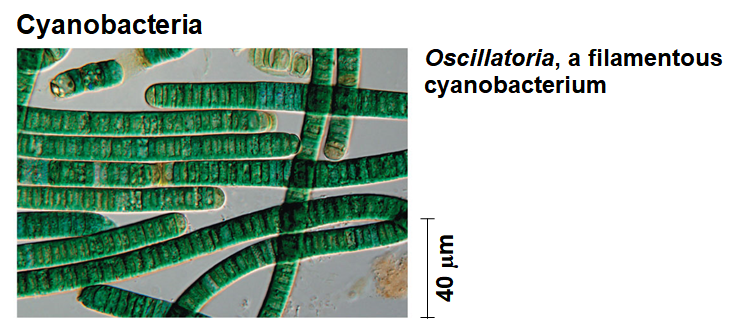 Cyanobacteria
Oscillatoria, a filamentous
cyanobacterium
40 μm